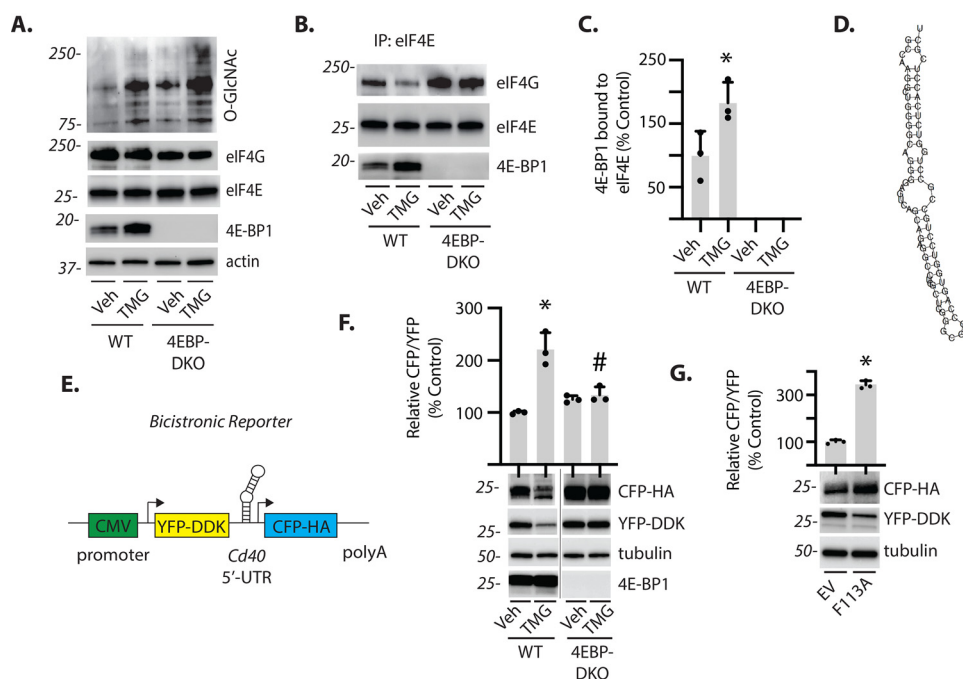 A.
250-
75-
O-GlcNAc
250-
eIF4G
25-
eIF4E
20-
4E-BP1
37-
actin
Veh
TMG
Veh
TMG
WT
4EBP-
DKO
B.
IP: eIF4E
250-
eIF4G
25-
eIF4E
20-
4E-BP1
Veh
TMG
Veh
TMG
WT
4EBP-
DKO
C.
4E-BP1 bound to
eIF4E (% Control)
250
150
50
*
Veh
TMG
Veh
TMG
WT
4EBP-
DKO
D.
E.
Bicistronic Reporter
CMV
YFP-DDK
CFP-HA
promoter
Cd40
5'-UTR
polyA
F.
Relative CFP/YFP
(% Control)
300
200
100
*
#
25-
CFP-HA
25-
YFP-DDK
50-
tubulin
25-
4E-BP1
Veh
TMG
Veh
TMG
WT
4EBP-
DKO
G.
Relative CFP/YFP
(% Control)
300
100
*
25-
CFP-HA
25-
YFP-DDK
50-
tubulin
EV
F113A